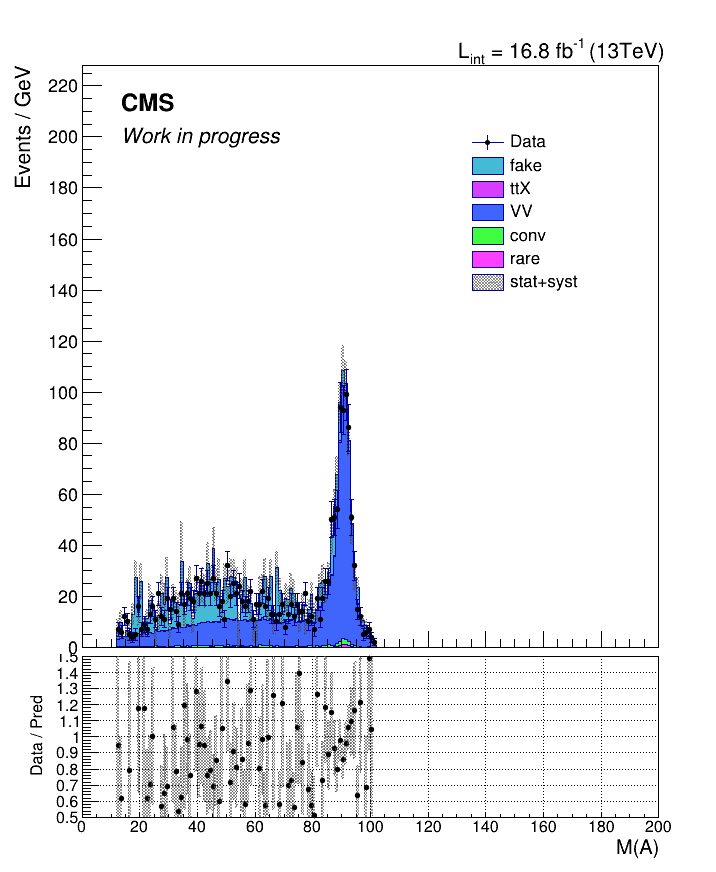 L_int = 16.8 fb^-1 (13TeV)
Events / GeV
CMS
Work in progress
Data
fake
ttX
VV
conv
rare
stat+syst
220
200
180
160
140
120
100
80
60
40
20
0
Data / Pred
1.5
1.4
1.3
1.2
1.1
1
0.9
0.8
0.7
0.6
0.5
0 20 40 60 80 100 120 140 160 180 200
M(A)